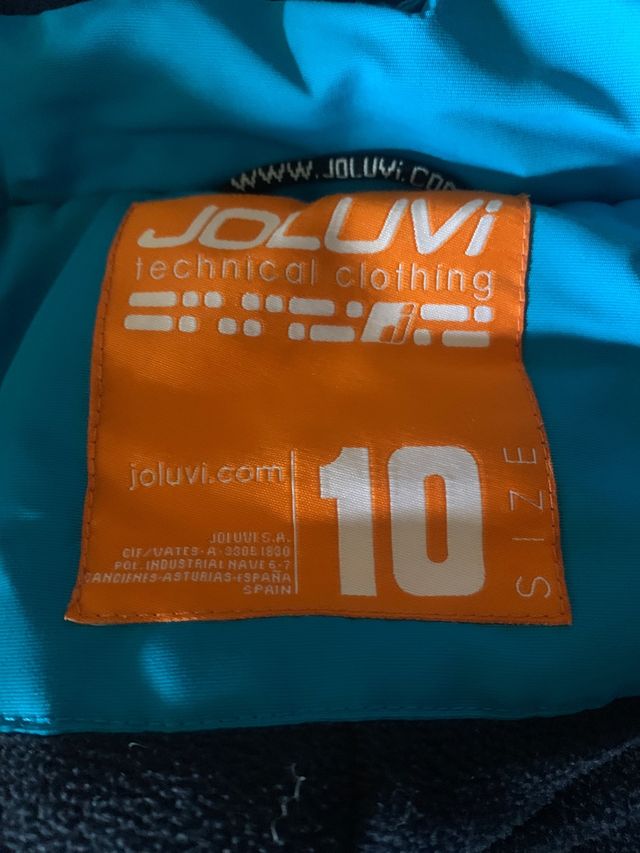 WWW.JOLUVi.CO
JOLUVi
technical clothing
joluvi.com
10
SIZE
JOLUVI S.A.
POL. INDUSTRIAL NAVE 6-7
CANCIENES-ASTURIAS-ESPAÑA
SPAIN